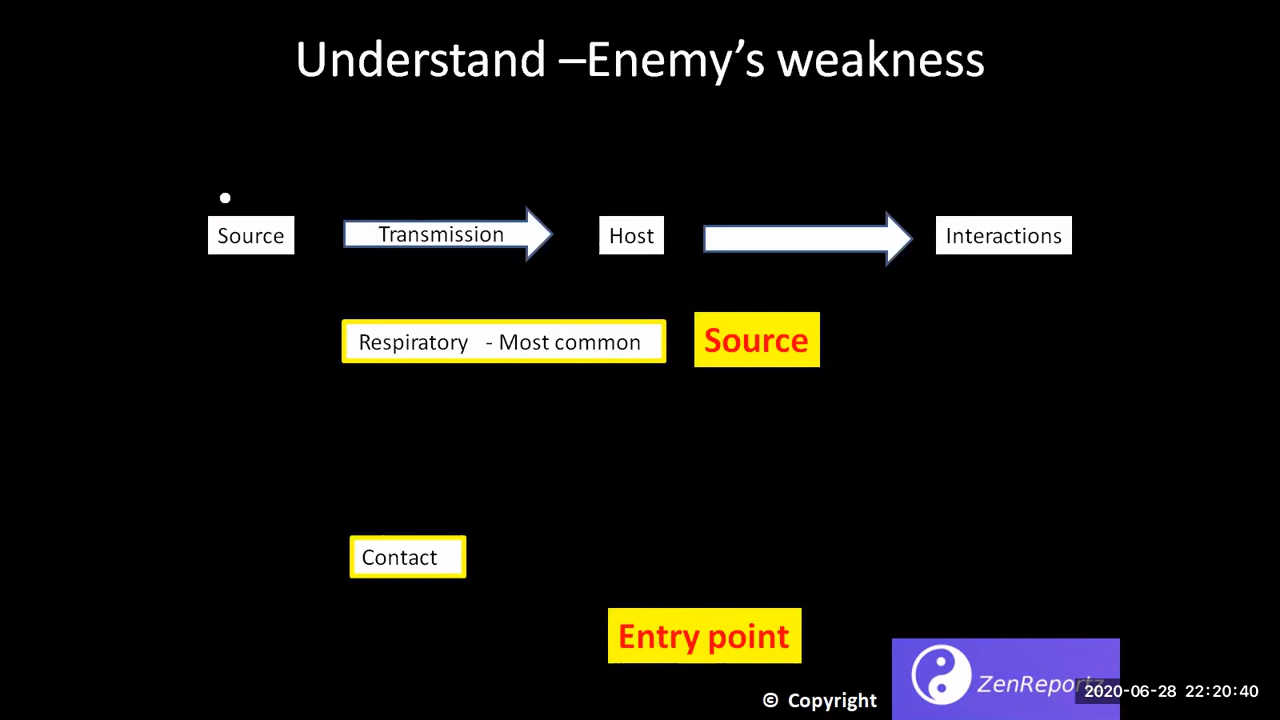 Understand –Enemy's weakness
Source
Transmission
Host
Interactions
Respiratory - Most common
Source
Contact
Entry point
© Copyright
ZenReportz
2020-06-28 22:20:40